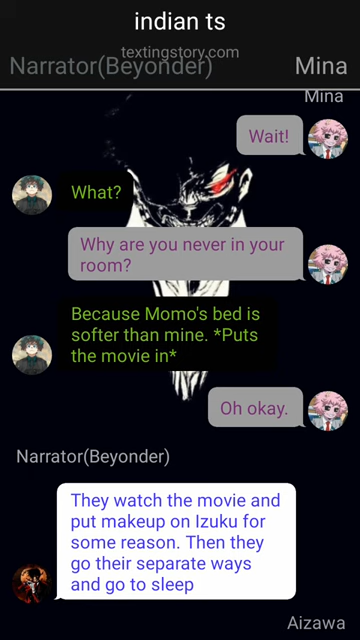 indian ts
textingstory.com
Narrator(Beyonder)
Mina
Mina
Wait!
What?
Why are you never in your
room?
Because Momo's bed is
softer than mine. *Puts
the movie in*
Oh okay.
Narrator(Beyonder)
They watch the movie and
put makeup on Izuku for
some reason. Then they
go their separate ways
and go to sleep
Aizawa